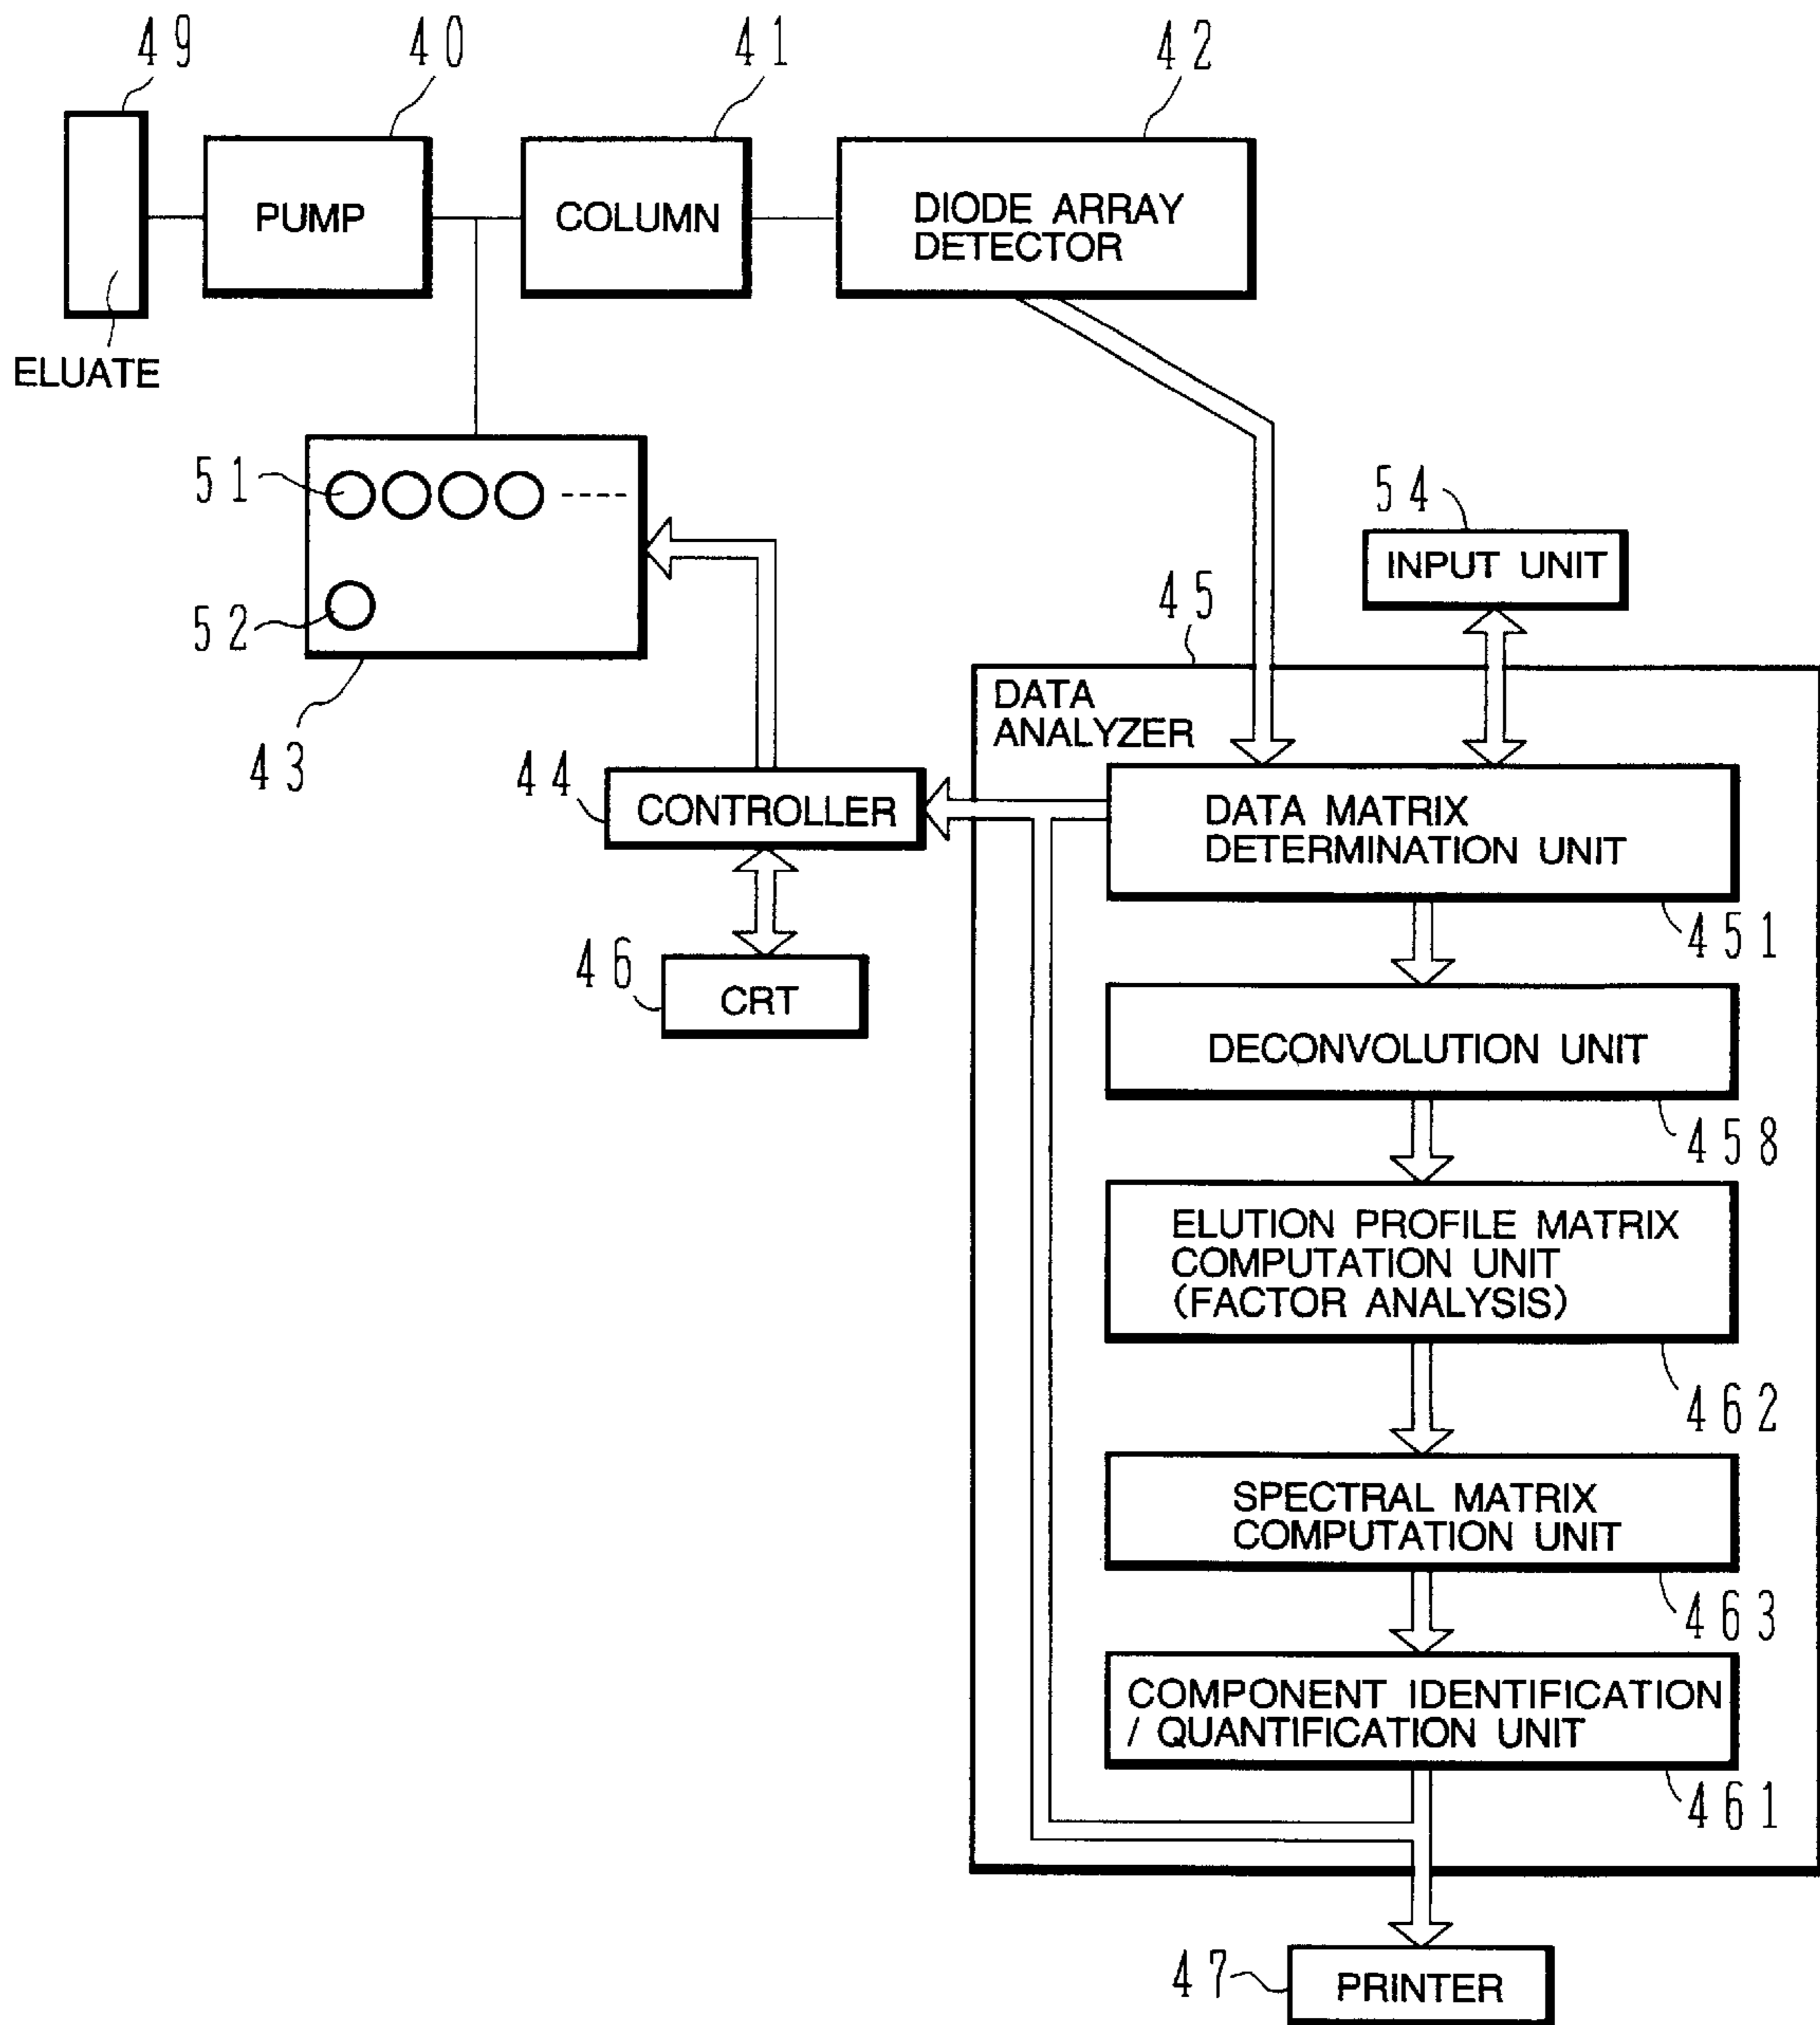 49
40
41
42
PUMP
COLUMN
DIODE ARRAY
DETECTOR
ELUATE
51
52
43
54
INPUT UNIT
45
DATA
ANALYZER
44
CONTROLLER
DATA MATRIX
DETERMINATION UNIT
451
46
CRT
DECONVOLUTION UNIT
458
ELUTION PROFILE MATRIX
COMPUTATION UNIT
(FACTOR ANALYSIS)
462
SPECTRAL MATRIX
COMPUTATION UNIT
463
COMPONENT IDENTIFICATION
/ QUANTIFICATION UNIT
461
47
PRINTER